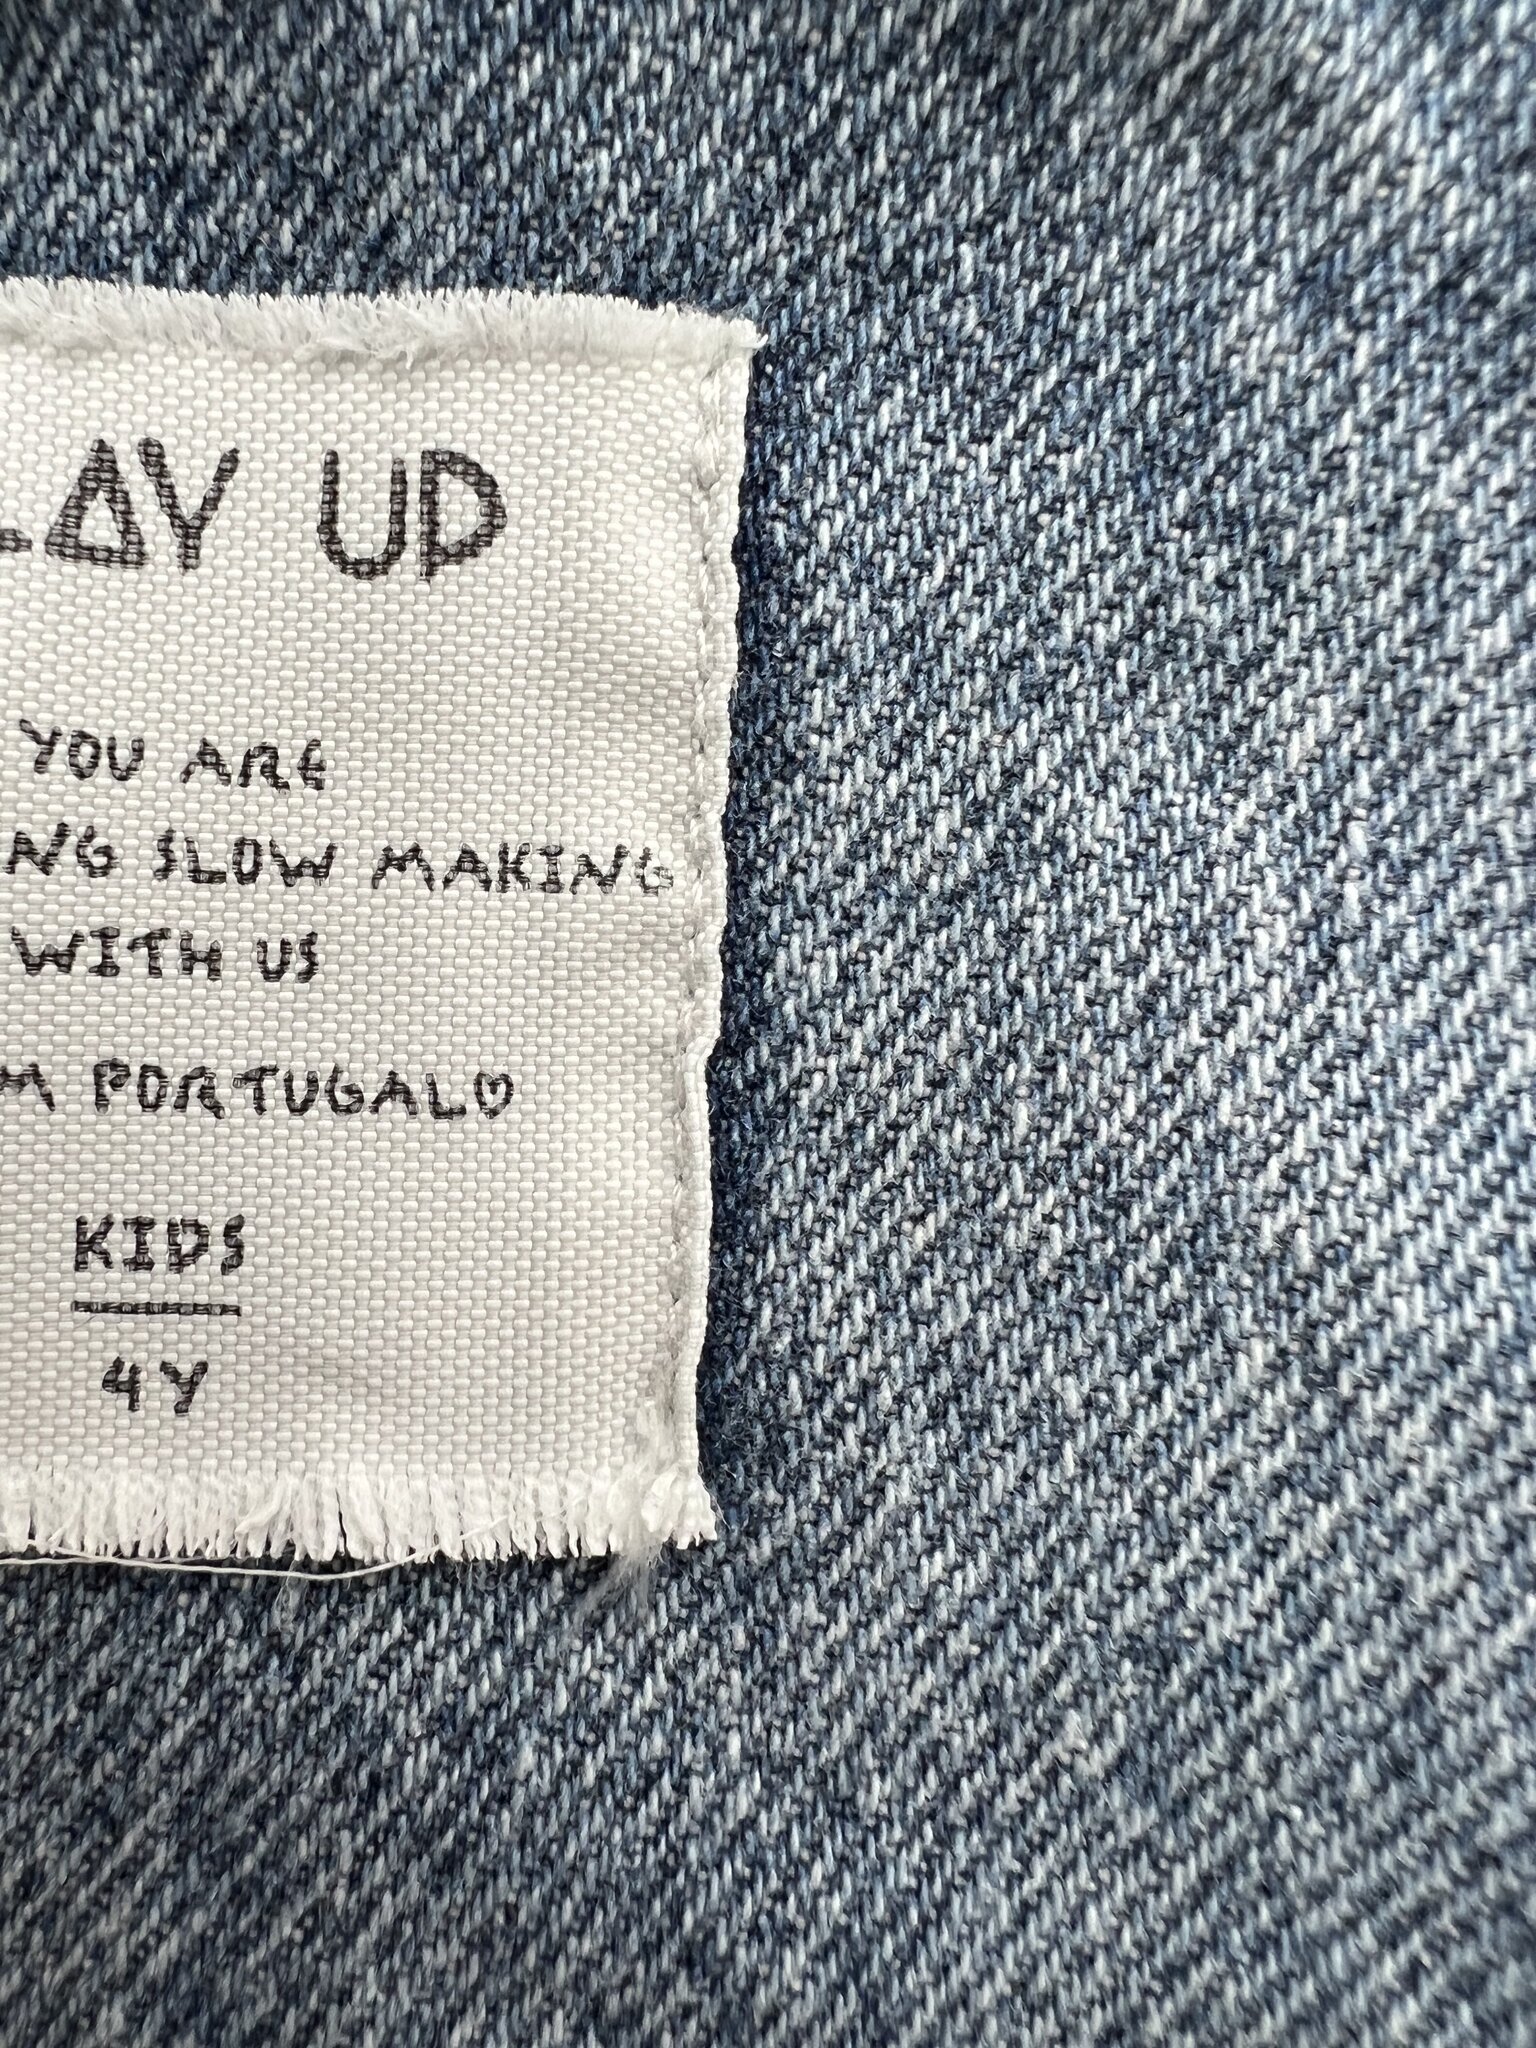 LAY UP
YOU ARE
NG SLOW MAKING
WITH US
M PORTUGAL♡
KIDS
4Y